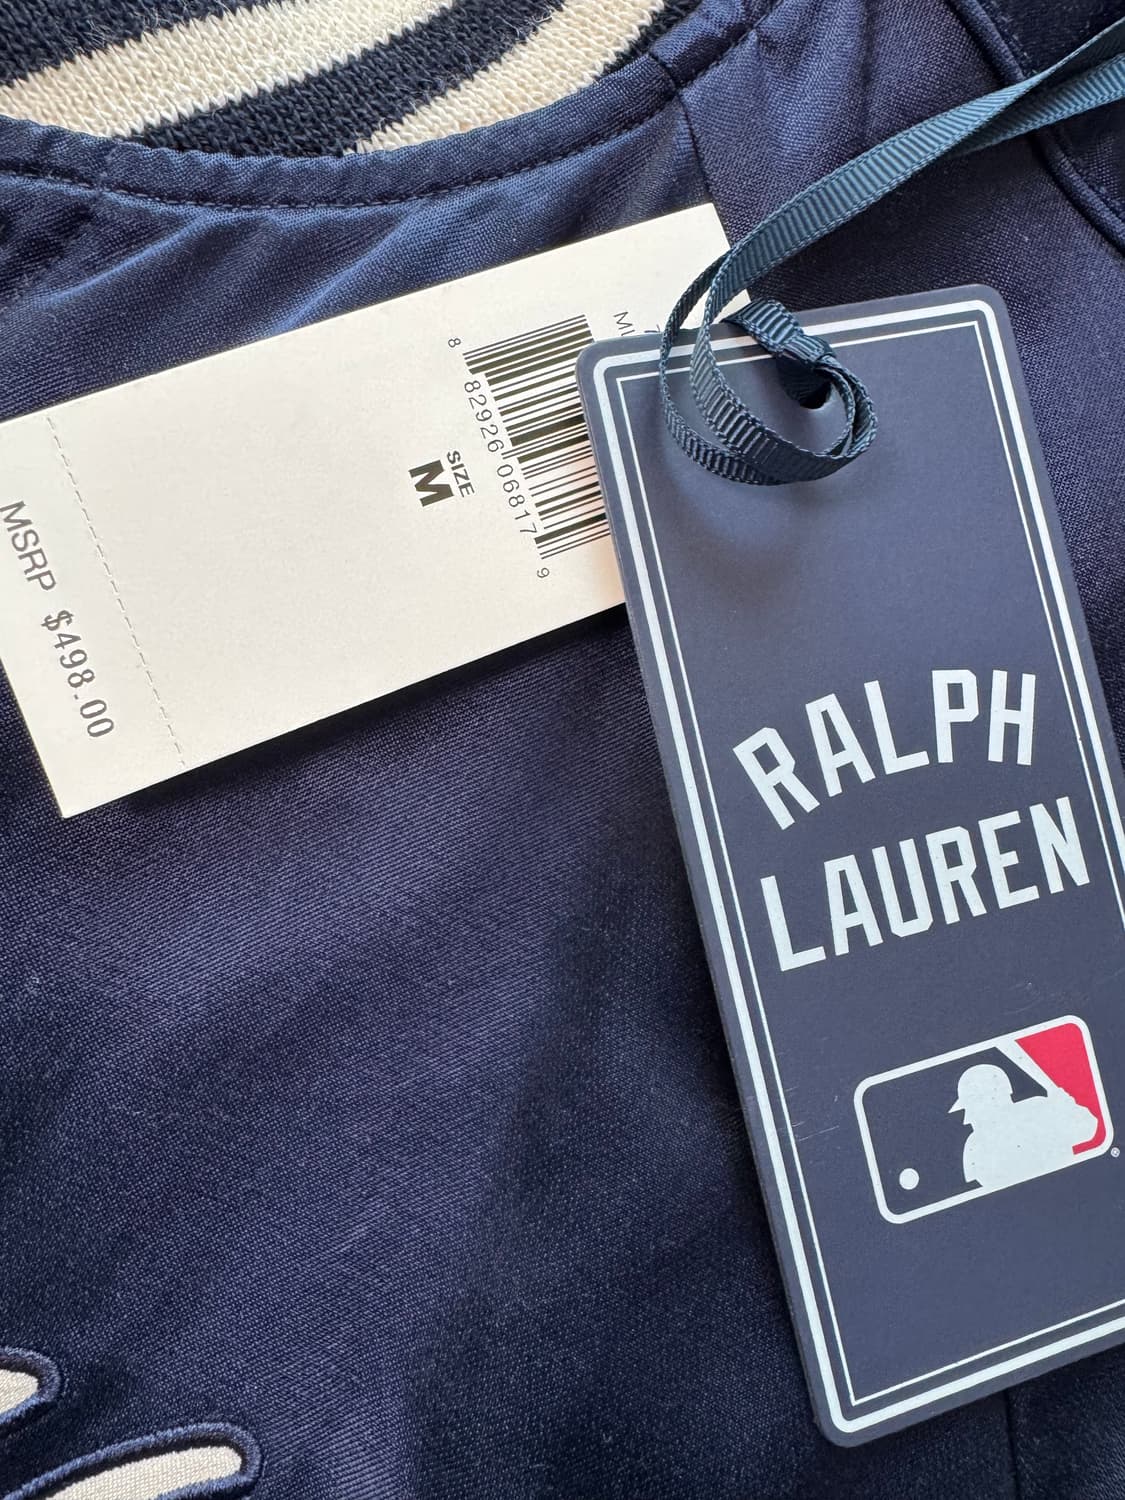 8 82926 06817 9
SIZE
M
MSRP $498.00
RALPH
LAUREN
®